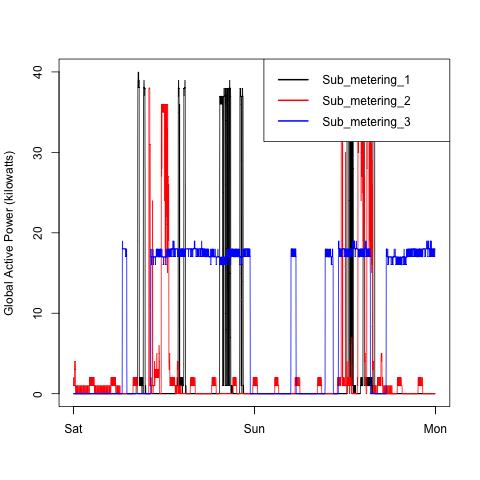 Sub_metering_1
Sub_metering_2
Sub_metering_3
Global Active Power (kilowatts)
40
30
20
10
0
Sat Sun Mon